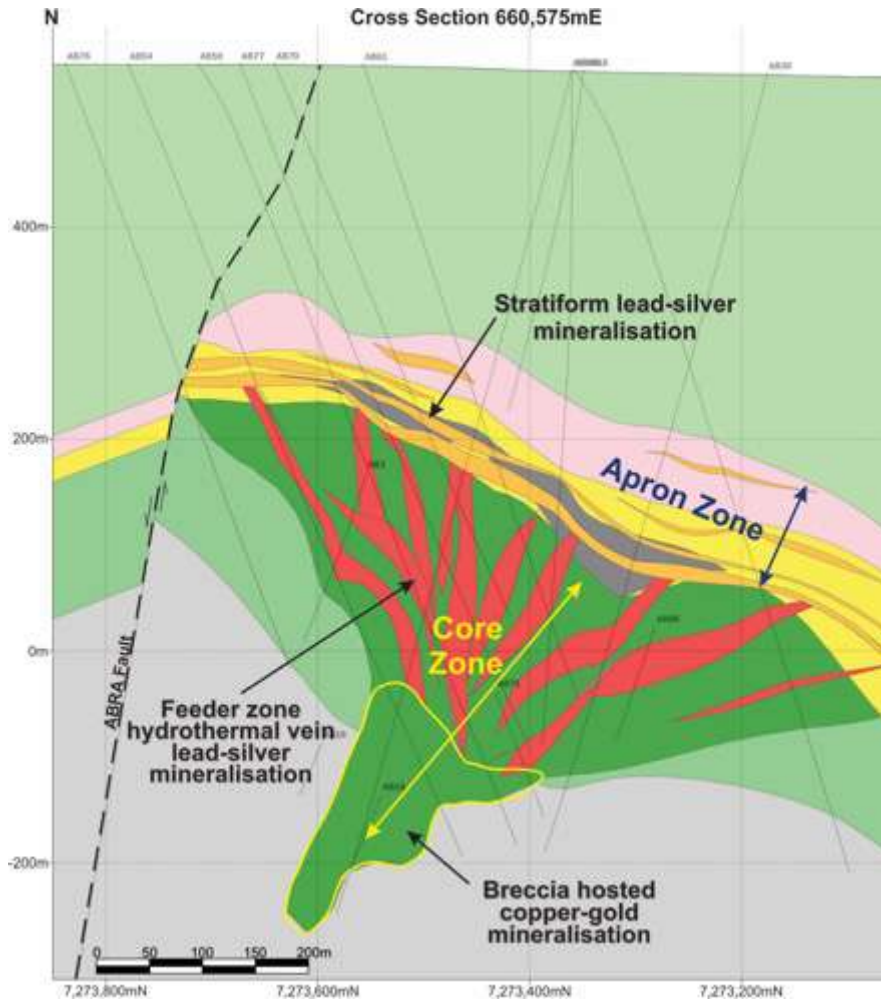 N
Cross Section 660,575mE
400m
Stratiform lead-silver
mineralisation
200m
Apron Zone
Core
Zone
0m
ABRA Fault
Feeder zone
hydrothermal vein
lead-silver
mineralisation
-200m
Breccia hosted
copper-gold
mineralisation
0 50 100 150 200m
7,273,800mN 7,273,600mN 7,273,400mN 7,273,200mN